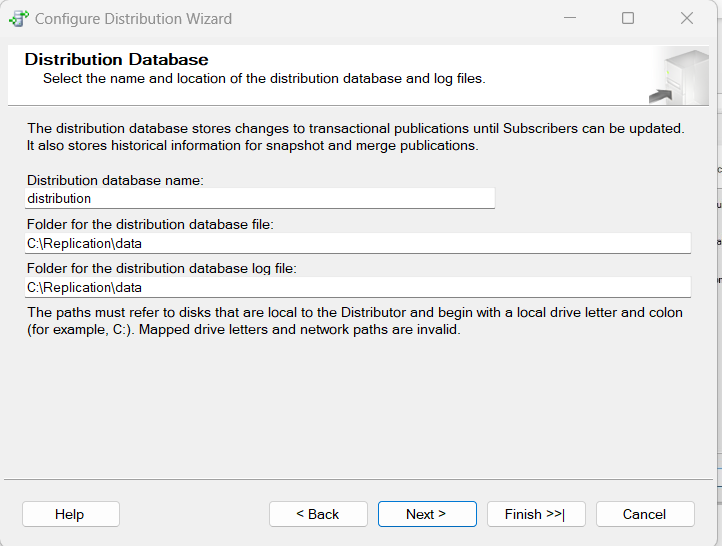 Configure Distribution Wizard
Distribution Database
Select the name and location of the distribution database and log files.
The distribution database stores changes to transactional publications until Subscribers can be updated.
It also stores historical information for snapshot and merge publications.
Distribution database name:
distribution
Folder for the distribution database file:
C:\Replication\data
Folder for the distribution database log file:
C:\Replication\data
The paths must refer to disks that are local to the Distributor and begin with a local drive letter and colon
(for example, C:). Mapped drive letters and network paths are invalid.
Help
< Back
Next >
Finish >>|
Cancel